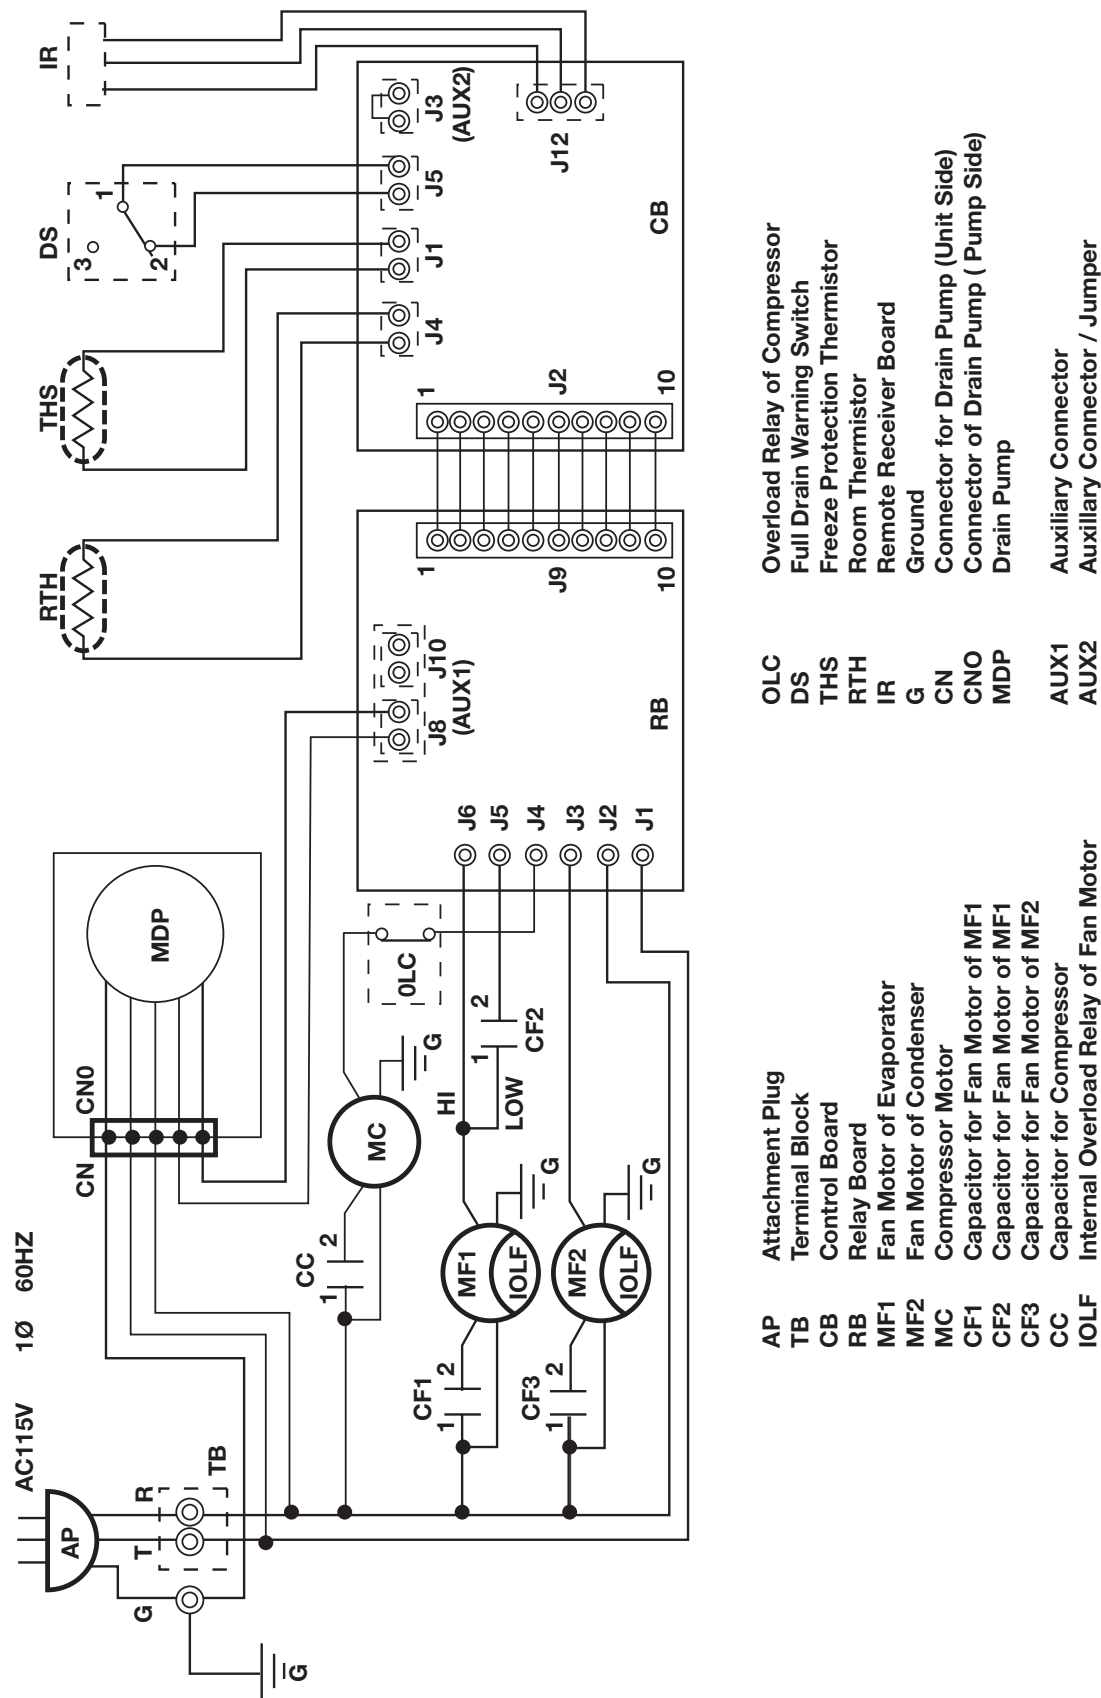 AC115V 1Ø 60HZ
AP
G
T
R
TB
G
CN
CN0
MDP
CC
1
2
MC
G
0LC
CF1
1
2
MF1
IOLF
G
HI
LOW
1
2
CF2
CF3
1
2
MF2
IOLF
G
J6
J5
J4
J3
J2
J1
RB
J8
J10
(AUX1)
1
J9
10
RTH
THS
DS
3
2
1
IR
1
J2
10
J4
J1
J5
J3
(AUX2)
J12
CB
AP Attachment Plug
TB Terminal Block
CB Control Board
RB Relay Board
MF1 Fan Motor of Evaporator
MF2 Fan Motor of Condenser
MC Compressor Motor
CF1 Capacitor for Fan Motor of MF1
CF2 Capacitor for Fan Motor of MF1
CF3 Capacitor for Fan Motor of MF2
CC Capacitor for Compressor
IOLF Internal Overload Relay of Fan Motor
OLC Overload Relay of Compressor
DS Full Drain Warning Switch
THS Freeze Protection Thermistor
RTH Room Thermistor
IR Remote Receiver Board
G Ground
CN Connector for Drain Pump (Unit Side)
CNO Connector of Drain Pump ( Pump Side)
MDP Drain Pump
AUX1 Auxiliary Connector
AUX2 Auxillary Connector / Jumper